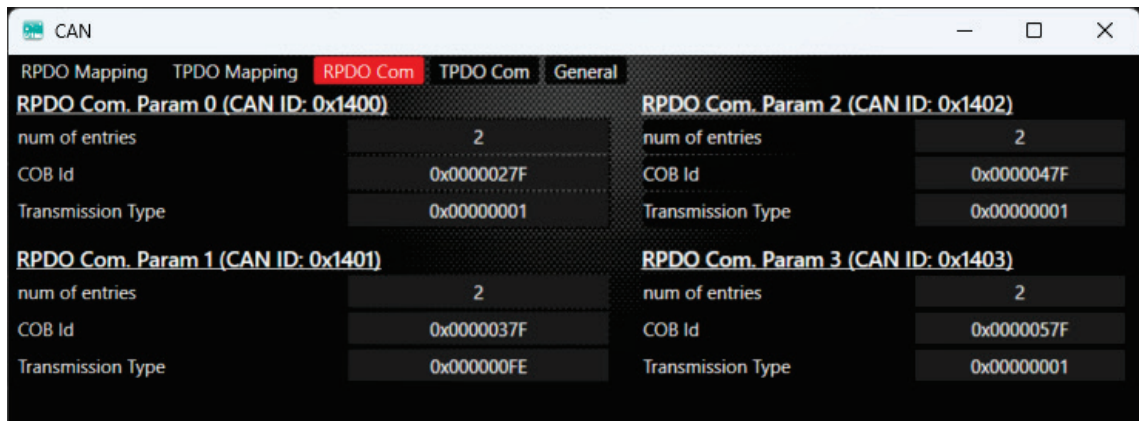 CAN
RPDO Mapping TPDO Mapping RPDO Com TPDO Com General
RPDO Com. Param 0 (CAN ID: 0x1400)
num of entries 2
COB Id 0x0000027F
Transmission Type 0x00000001
RPDO Com. Param 1 (CAN ID: 0x1401)
num of entries 2
COB Id 0x0000037F
Transmission Type 0x000000FE
RPDO Com. Param 2 (CAN ID: 0x1402)
num of entries 2
COB Id 0x0000047F
Transmission Type 0x00000001
RPDO Com. Param 3 (CAN ID: 0x1403)
num of entries 2
COB Id 0x0000057F
Transmission Type 0x00000001